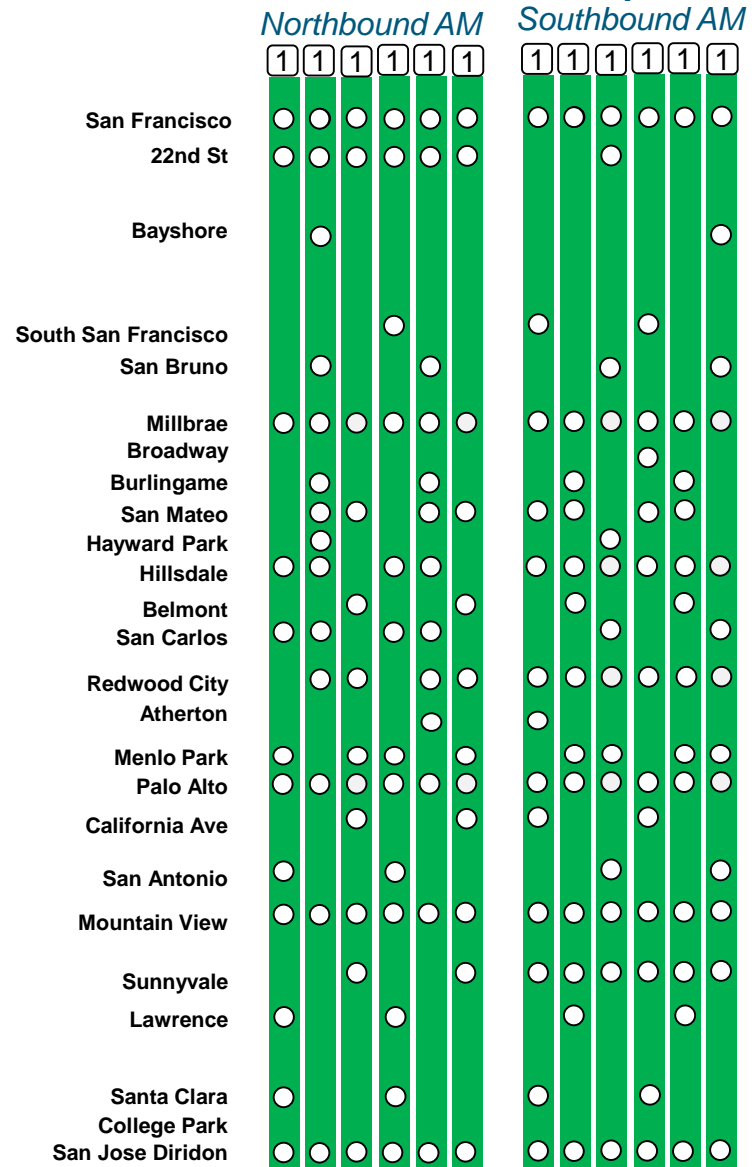 Northbound AM Southbound AM
1 1 1 1 1 1 1 1 1 1 1 1
San Francisco
22nd St
Bayshore
South San Francisco
San Bruno
Millbrae
Broadway
Burlingame
San Mateo
Hayward Park
Hillsdale
Belmont
San Carlos
Redwood City
Atherton
Menlo Park
Palo Alto
California Ave
San Antonio
Mountain View
Sunnyvale
Lawrence
Santa Clara
College Park
San Jose Diridon